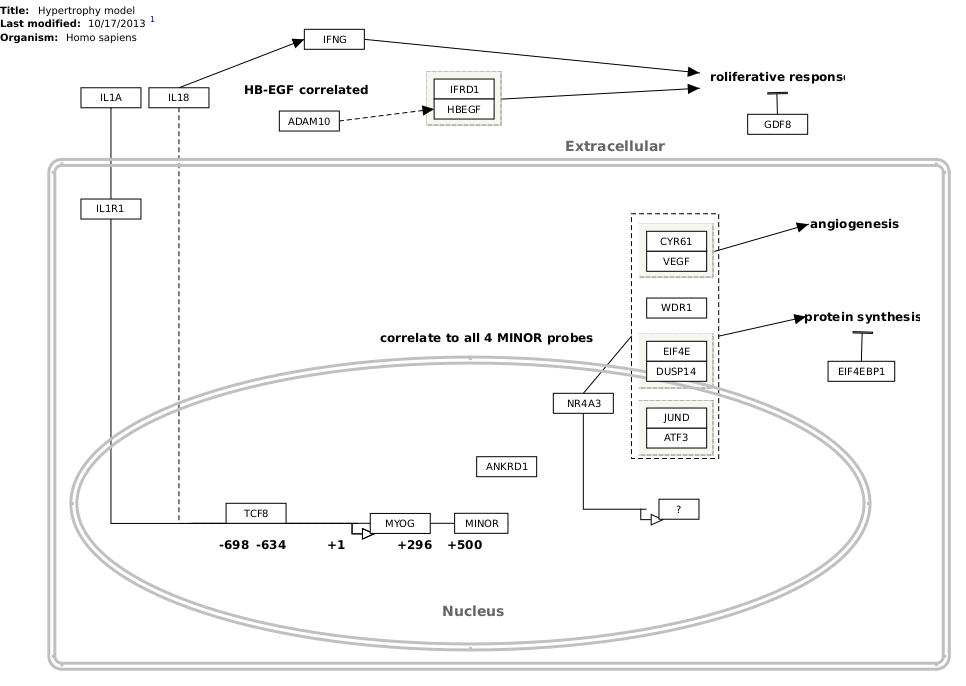 Title: Hypertrophy model
Last modified: 10/17/2013 1
Organism: Homo sapiens
IFNG
roliferative respons
IL1A
IL18
HB-EGF correlated
IFRD1
HBEGF
ADAM10
GDF8
Extracellular
IL1R1
CYR61
VEGF
angiogenesis
WDR1
protein synthesis
correlate to all 4 MINOR probes
EIF4E
DUSP14
EIF4EBP1
NR4A3
JUND
ATF3
ANKRD1
TCF8
MYOG
MINOR
?
-698 -634 +1 +296 +500
Nucleus